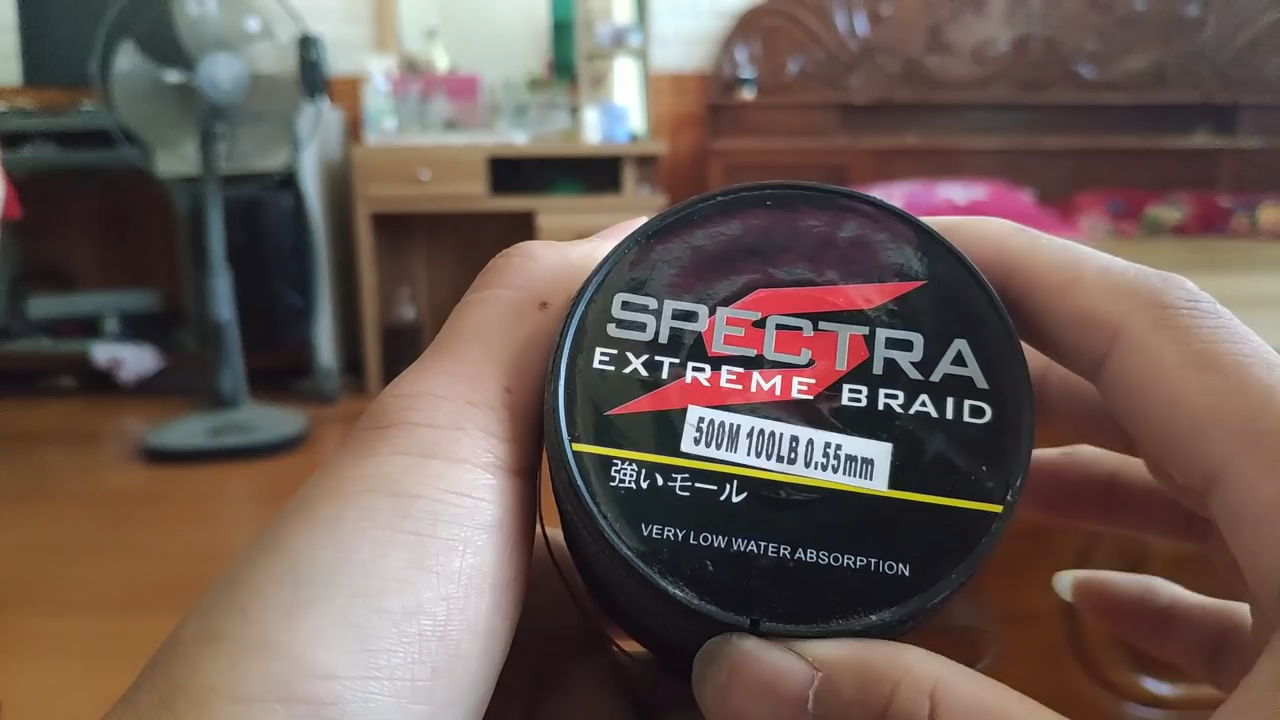 SPECTRA
EXTREME BRAID
500M 100LB 0.55mm
強いモール
VERY LOW WATER ABSORPTION